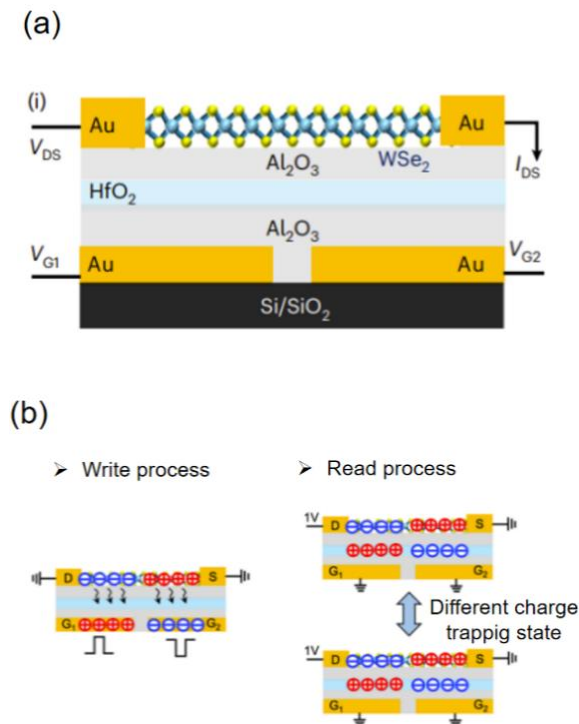 (a)
(i)
Au
Au
V_DS
I_DS
Al₂O₃
WSe₂
HfO₂
Al₂O₃
V_G1
V_G2
Au
Au
Si/SiO₂
(b)
➢ Write process
➢ Read process
D
S
G₁
G₂
1V
D
S
G₁
G₂
Different charge
trappig state
1V
D
S
G₁
G₂